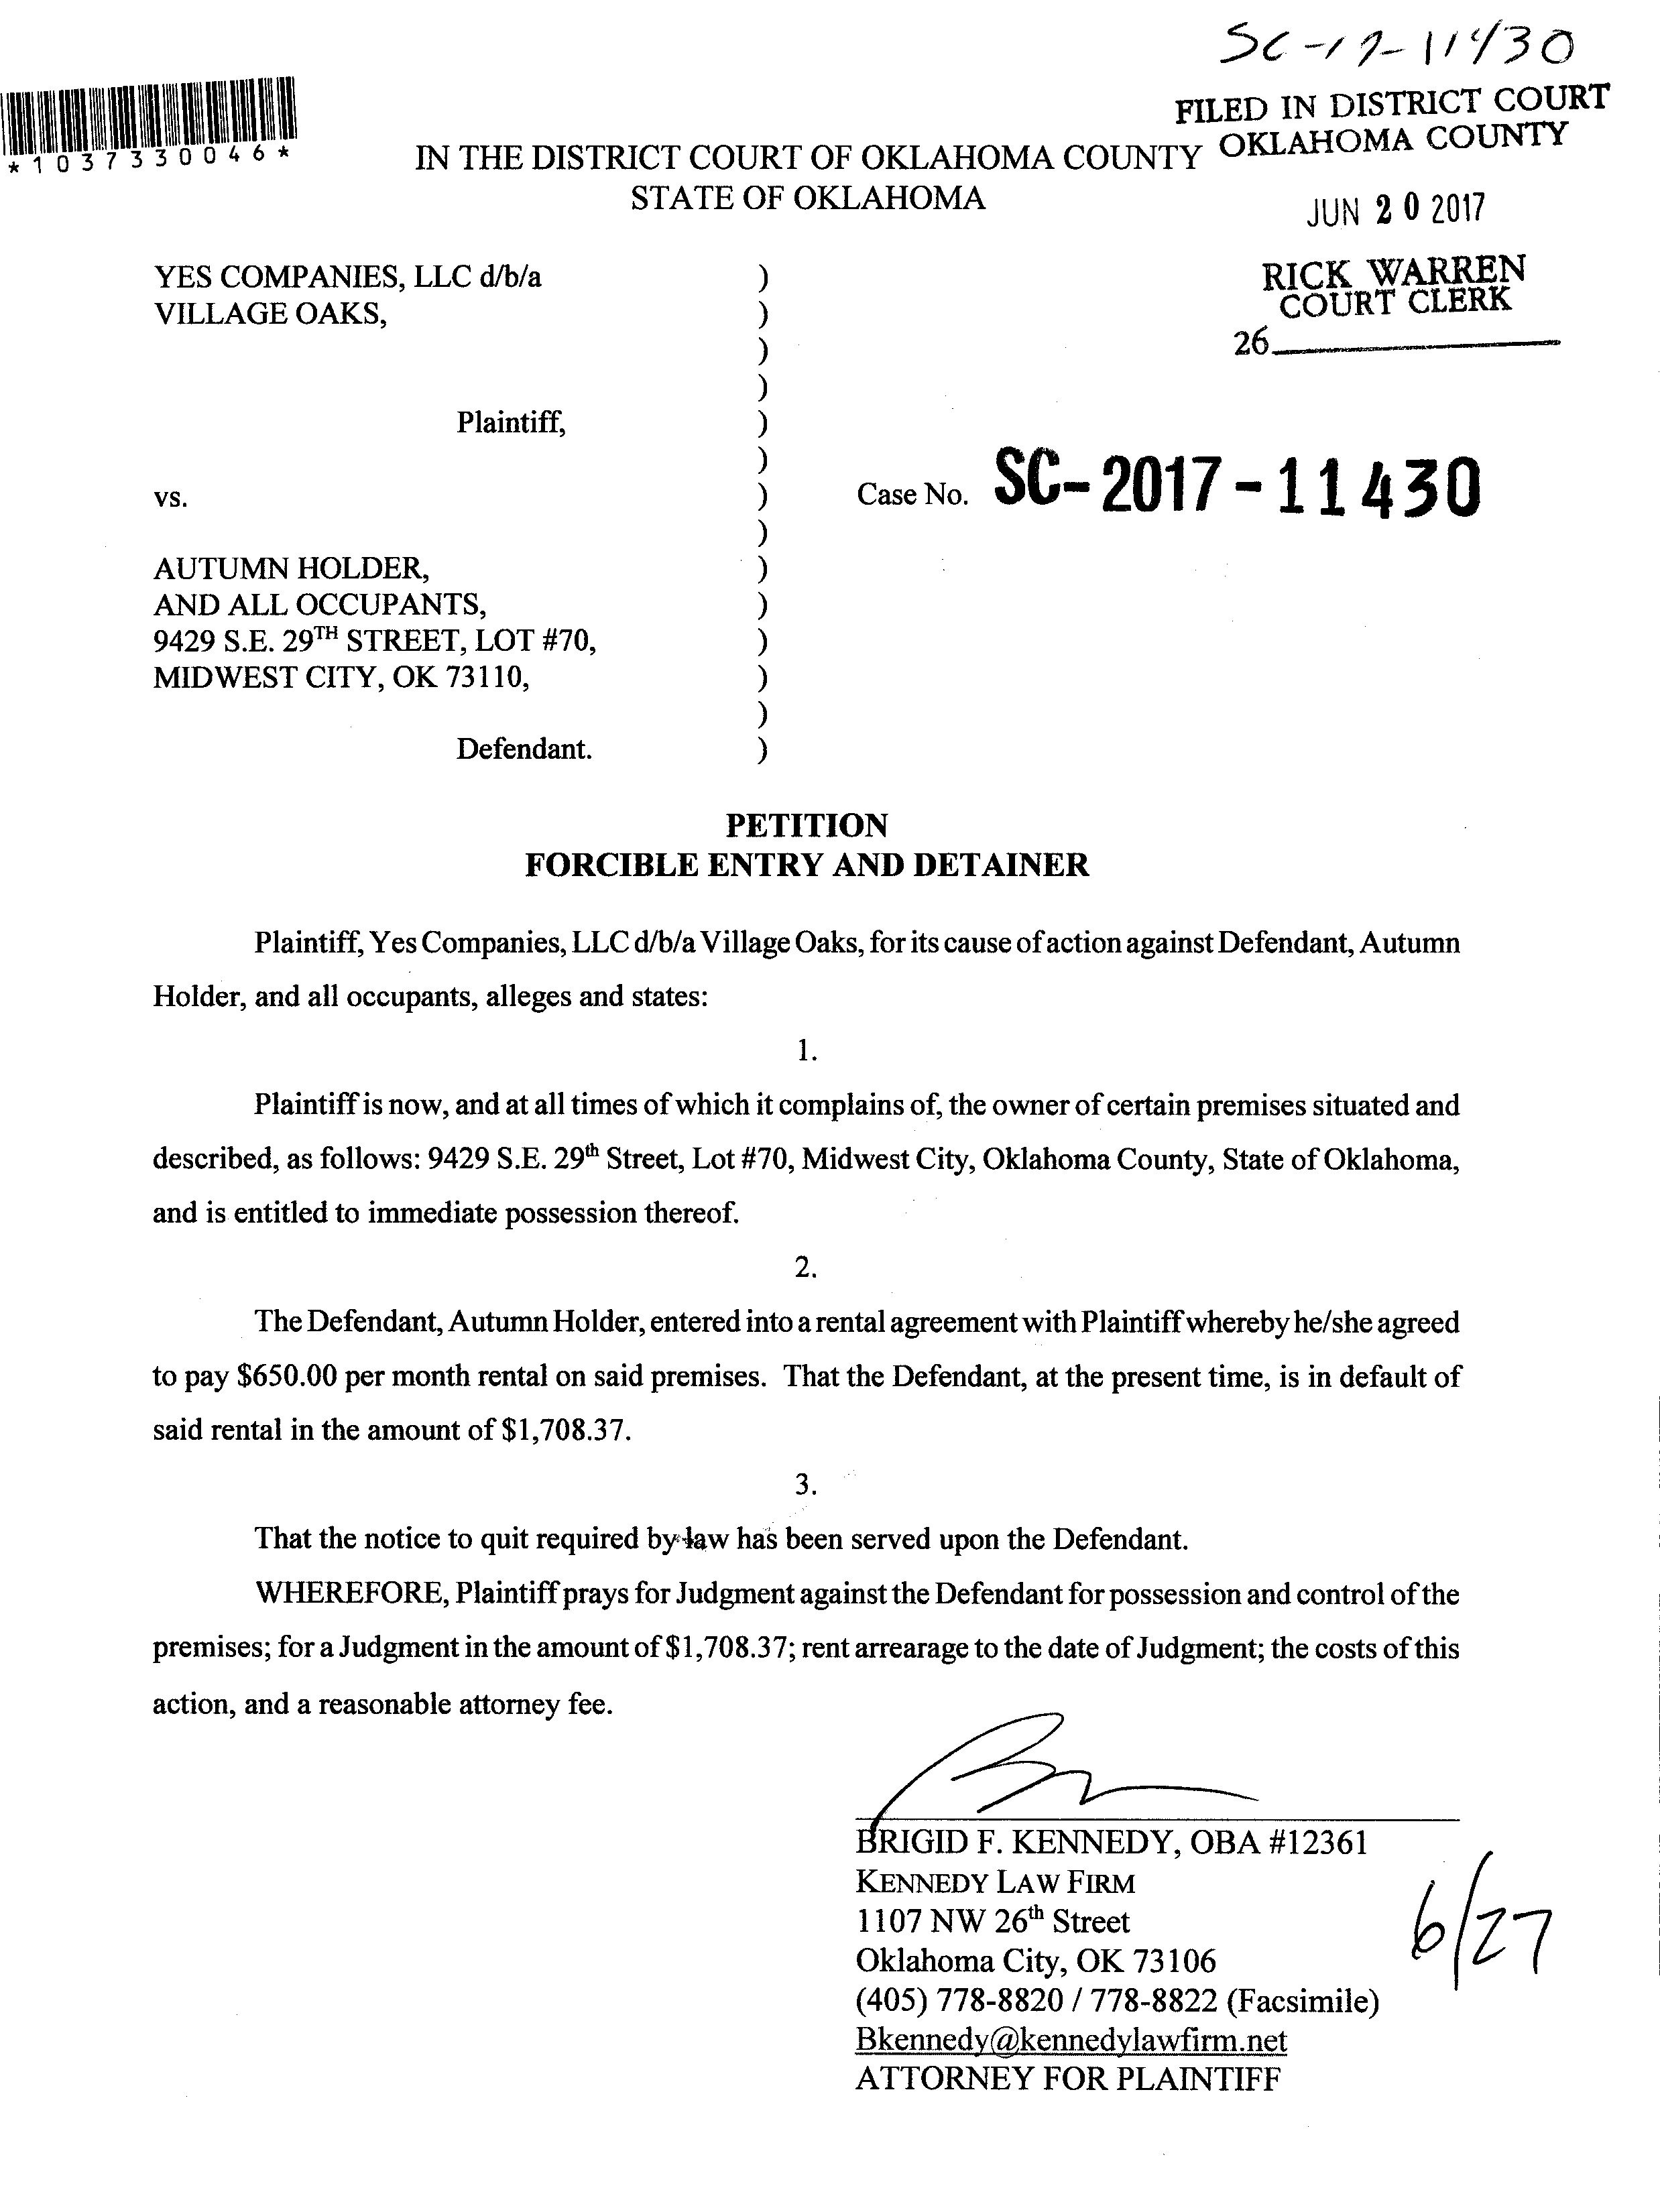 SC-17-11430
FILED IN DISTRICT COURT
OKLAHOMA COUNTY
*1037330046*
IN THE DISTRICT COURT OF OKLAHOMA COUNTY
STATE OF OKLAHOMA
JUN 20 2017
RICK WARREN
COURT CLERK
26
YES COMPANIES, LLC d/b/a )
VILLAGE OAKS, )
)
)
Plaintiff, )
)
vs. ) Case No. SC-2017-11430
)
AUTUMN HOLDER, )
AND ALL OCCUPANTS, )
9429 S.E. 29TH STREET, LOT #70, )
MIDWEST CITY, OK 73110, )
)
Defendant. )
PETITION
FORCIBLE ENTRY AND DETAINER
Plaintiff, Yes Companies, LLC d/b/a Village Oaks, for its cause of action against Defendant, Autumn
Holder, and all occupants, alleges and states:
1.
Plaintiff is now, and at all times of which it complains of, the owner of certain premises situated and
described, as follows: 9429 S.E. 29th Street, Lot #70, Midwest City, Oklahoma County, State of Oklahoma,
and is entitled to immediate possession thereof.
2.
The Defendant, Autumn Holder, entered into a rental agreement with Plaintiff whereby he/she agreed
to pay $650.00 per month rental on said premises. That the Defendant, at the present time, is in default of
said rental in the amount of $1,708.37.
3.
That the notice to quit required by law has been served upon the Defendant.
WHEREFORE, Plaintiff prays for Judgment against the Defendant for possession and control of the
premises; for a Judgment in the amount of $1,708.37; rent arrearage to the date of Judgment; the costs of this
action, and a reasonable attorney fee.
BRIGID F. KENNEDY, OBA #12361
KENNEDY LAW FIRM
1107 NW 26th Street
Oklahoma City, OK 73106
(405) 778-8820 / 778-8822 (Facsimile)
Bkennedy@kennedylawfirm.net
ATTORNEY FOR PLAINTIFF
6/27